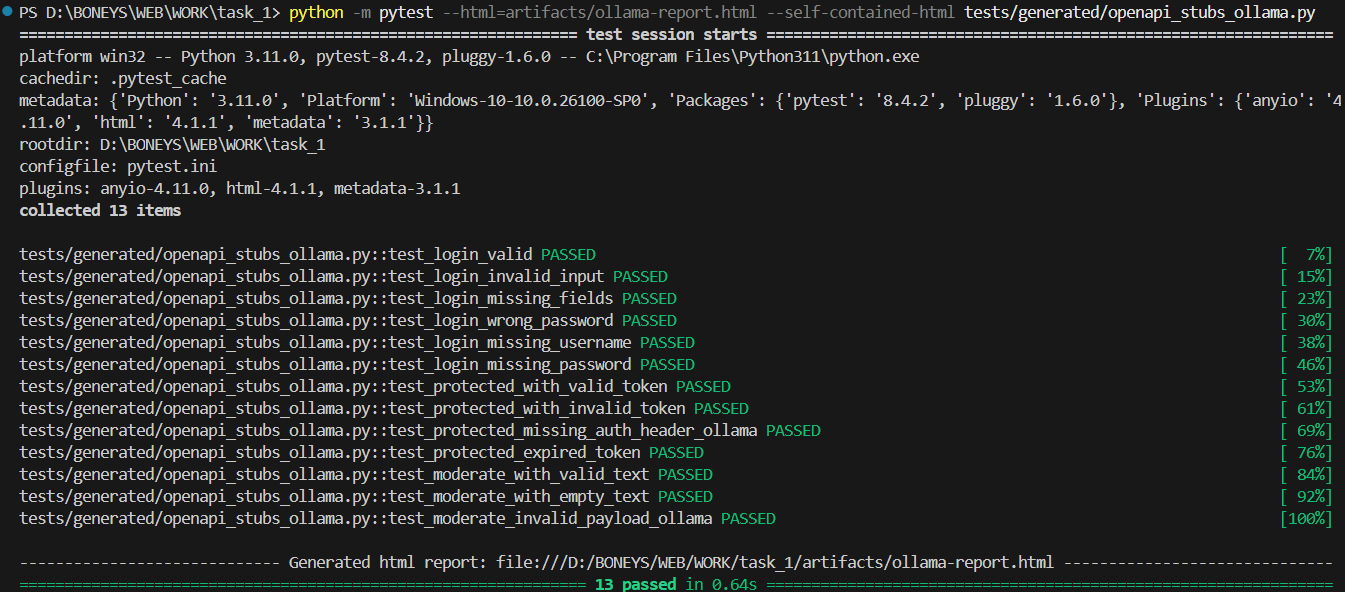 PS D:\BONEYS\WEB\WORK\task_1> python -m pytest --html=artifacts/ollama-report.html --self-contained-html tests/generated/openapi_stubs_ollama.py
============================================================== test session starts ===============================================================
platform win32 -- Python 3.11.0, pytest-8.4.2, pluggy-1.6.0 -- C:\Program Files\Python311\python.exe
cachedir: .pytest_cache
metadata: {'Python': '3.11.0', 'Platform': 'Windows-10-10.0.26100-SP0', 'Packages': {'pytest': '8.4.2', 'pluggy': '1.6.0'}, 'Plugins': {'anyio': '4
.11.0', 'html': '4.1.1', 'metadata': '3.1.1'}}
rootdir: D:\BONEYS\WEB\WORK\task_1
configfile: pytest.ini
plugins: anyio-4.11.0, html-4.1.1, metadata-3.1.1
collected 13 items
tests/generated/openapi_stubs_ollama.py::test_login_valid PASSED [  7%]
tests/generated/openapi_stubs_ollama.py::test_login_invalid_input PASSED [ 15%]
tests/generated/openapi_stubs_ollama.py::test_login_missing_fields PASSED [ 23%]
tests/generated/openapi_stubs_ollama.py::test_login_wrong_password PASSED [ 30%]
tests/generated/openapi_stubs_ollama.py::test_login_missing_username PASSED [ 38%]
tests/generated/openapi_stubs_ollama.py::test_login_missing_password PASSED [ 46%]
tests/generated/openapi_stubs_ollama.py::test_protected_with_valid_token PASSED [ 53%]
tests/generated/openapi_stubs_ollama.py::test_protected_with_invalid_token PASSED [ 61%]
tests/generated/openapi_stubs_ollama.py::test_protected_missing_auth_header_ollama PASSED [ 69%]
tests/generated/openapi_stubs_ollama.py::test_protected_expired_token PASSED [ 76%]
tests/generated/openapi_stubs_ollama.py::test_moderate_with_valid_text PASSED [ 84%]
tests/generated/openapi_stubs_ollama.py::test_moderate_with_empty_text PASSED [ 92%]
tests/generated/openapi_stubs_ollama.py::test_moderate_invalid_payload_ollama PASSED [100%]
----------------------------- Generated html report: file:///D:/BONEYS/WEB/WORK/task_1/artifacts/ollama-report.html ------------------------------
=============================================================== 13 passed in 0.64s ===============================================================